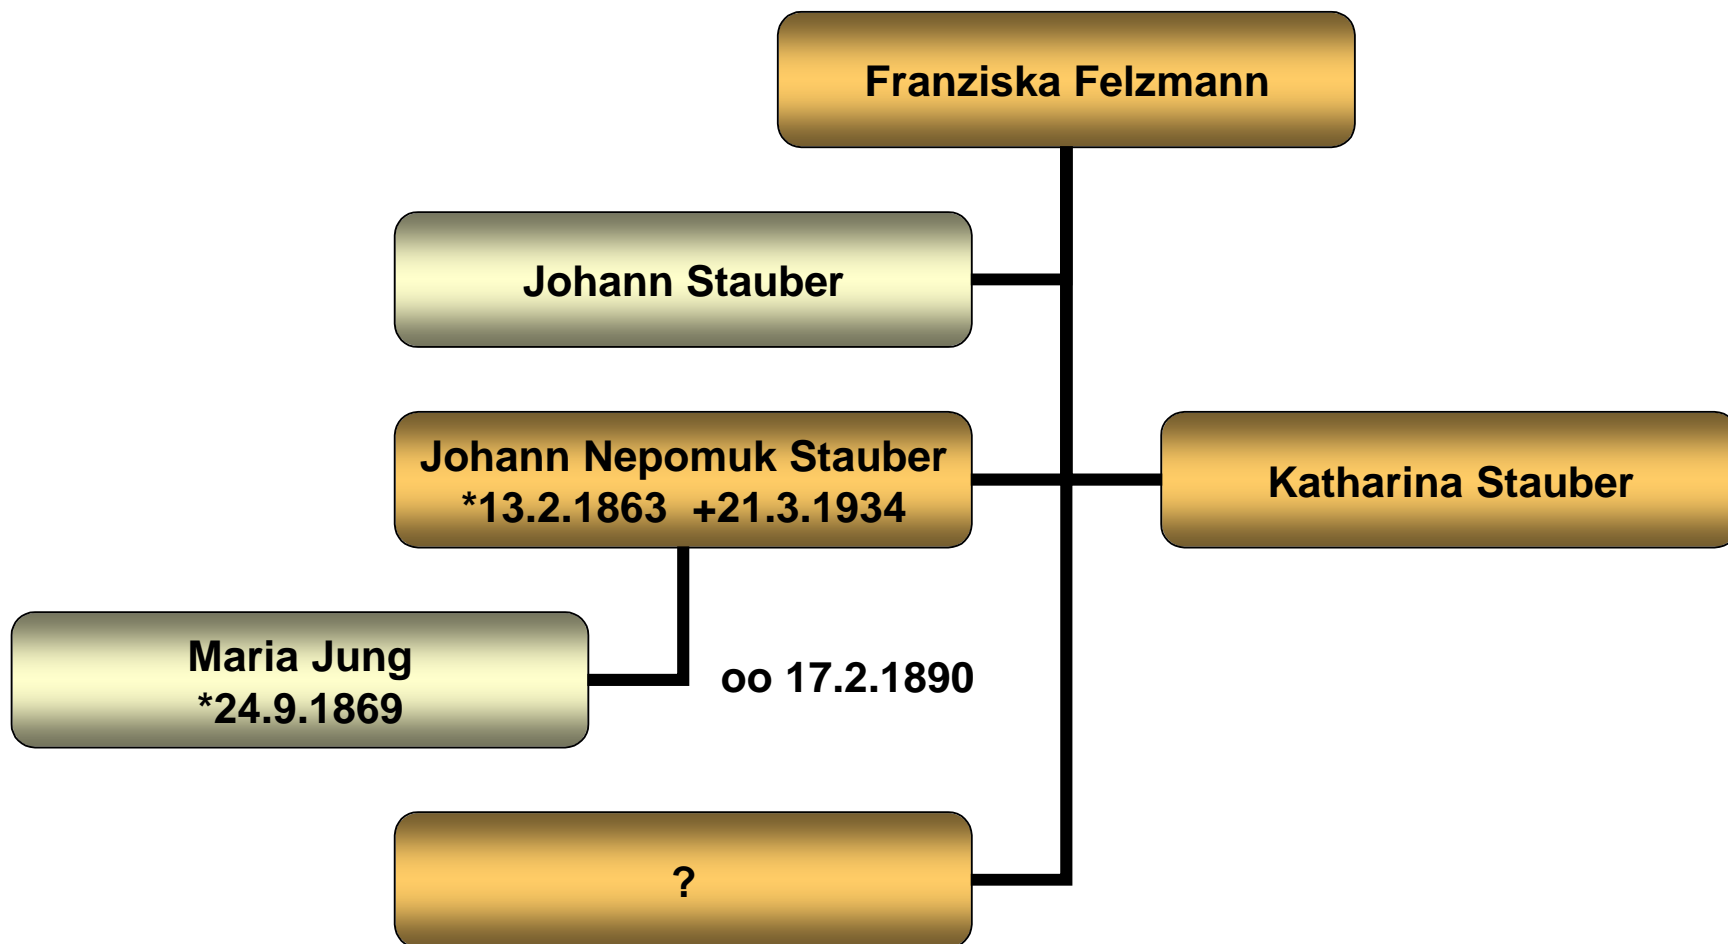 Franziska Felzmann
Johann Stauber
Johann Nepomuk Stauber
*13.2.1863  +21.3.1934
Katharina Stauber
Maria Jung
*24.9.1869
oo 17.2.1890
?